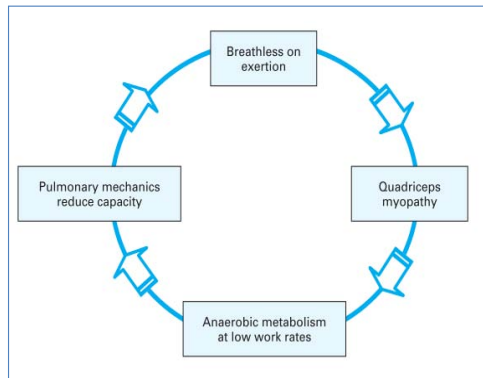 Breathless on
exertion
Quadriceps
myopathy
Anaerobic metabolism
at low work rates
Pulmonary mechanics
reduce capacity